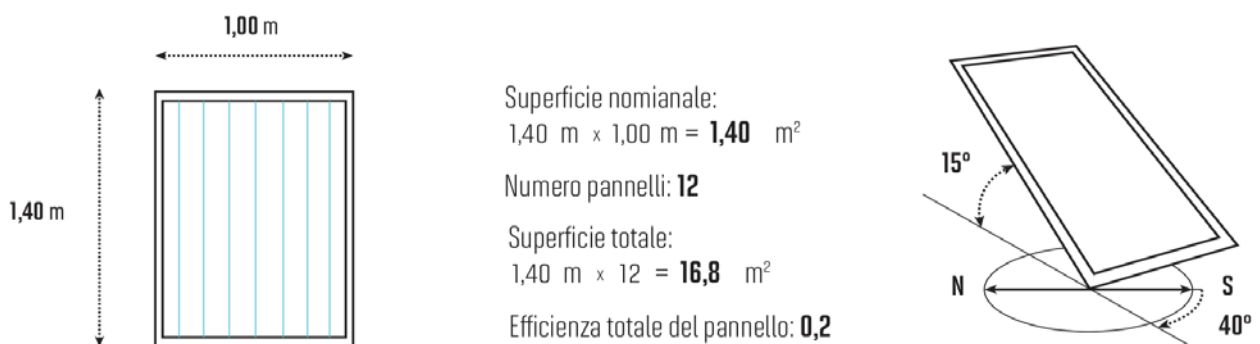 1,00 m
1,40 m
Superficie nomianale:
1,40 m x 1,00 m = 1,40 m²
Numero pannelli: 12
Superficie totale:
1,40 m x 12 = 16,8 m²
Efficienza totale del pannello: 0,2
15°
N
S
40°